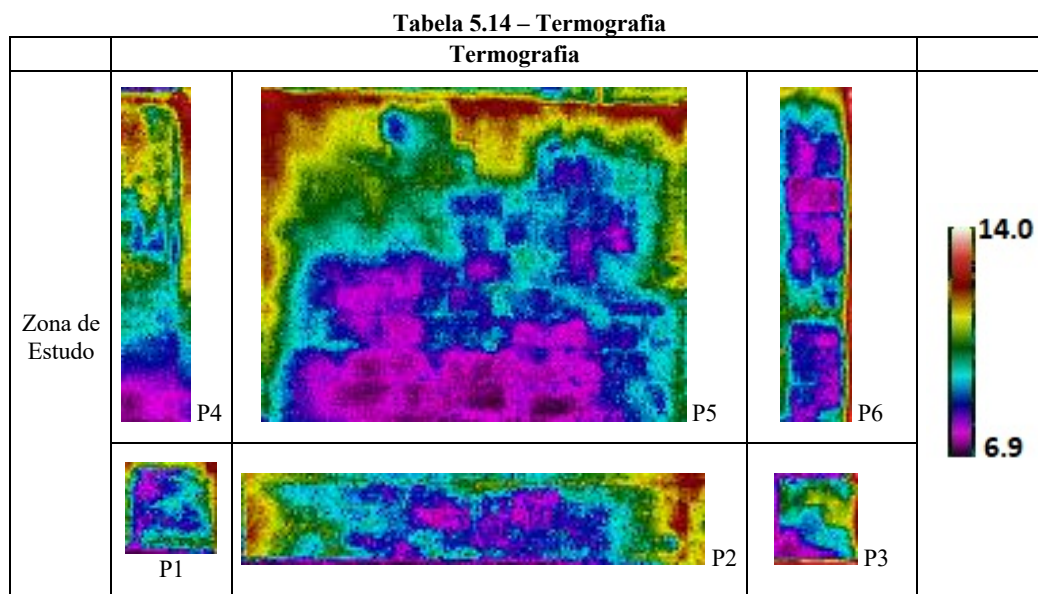 Tabela 5.14 – Termografia
Termografia
Zona de
Estudo
P4
P5
P6
14.0
6.9
P1
P2
P3